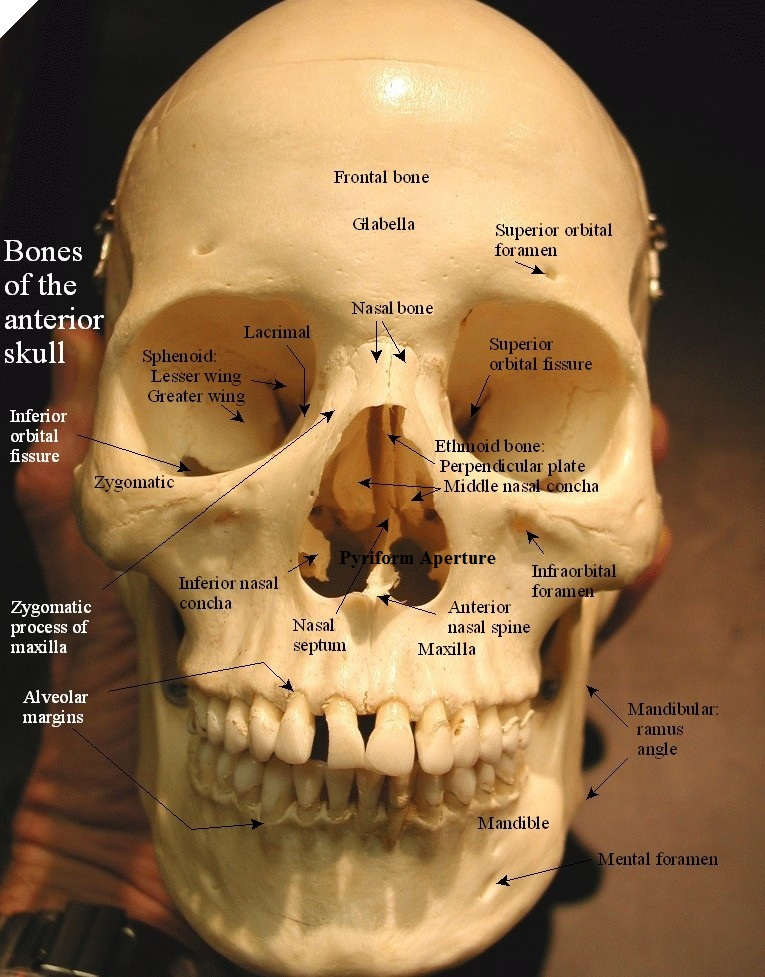 Bones
of the
anterior
skull
Frontal bone
Glabella
Superior orbital
foramen
Nasal bone
Lacrimal
Sphenoid:
Lesser wing
Greater wing
Superior
orbital fissure
Inferior
orbital
fissure
Zygomatic
Ethmoid bone:
Perpendicular plate
Middle nasal concha
Pyriform Aperture
Inferior nasal
concha
Infraorbital
foramen
Zygomatic
process of
maxilla
Nasal
septum
Anterior
nasal spine
Maxilla
Alveolar
margins
Mandibular:
ramus
angle
Mandible
Mental foramen